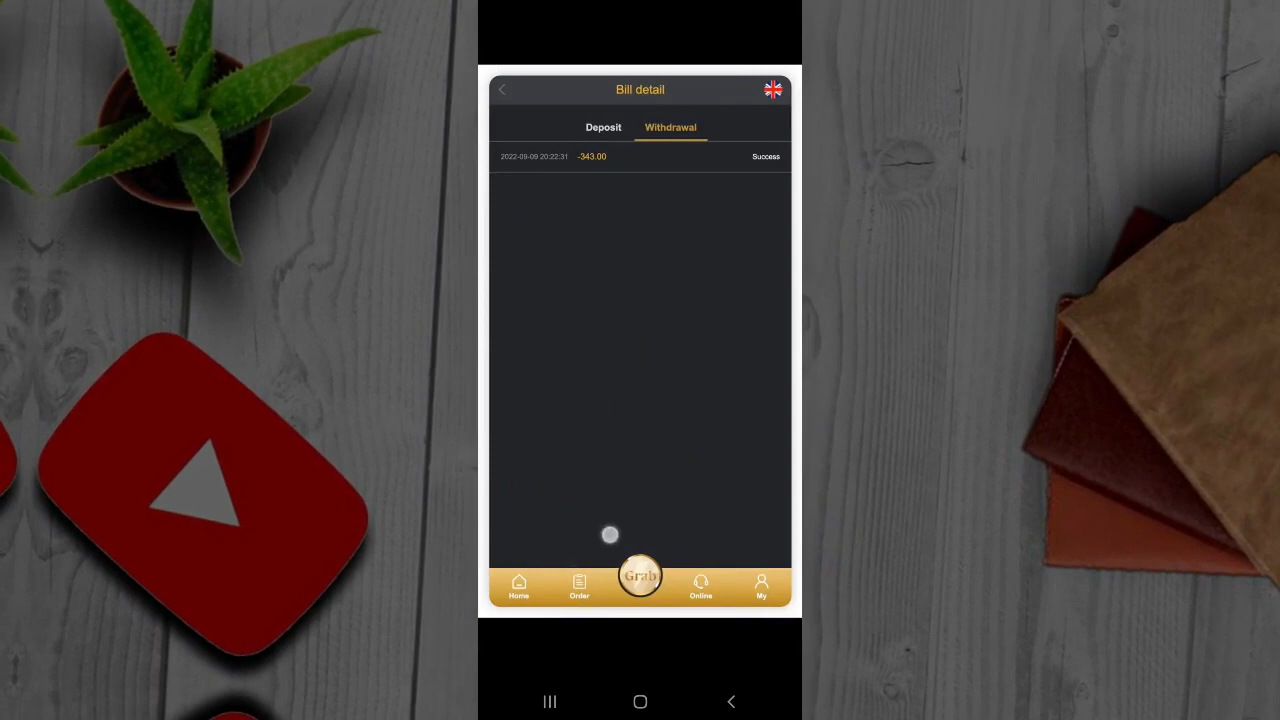 Bill detail
Deposit Withdrawal
2022-09-09 20:22:31 -343.00 Success
Grab
Home Order Online My